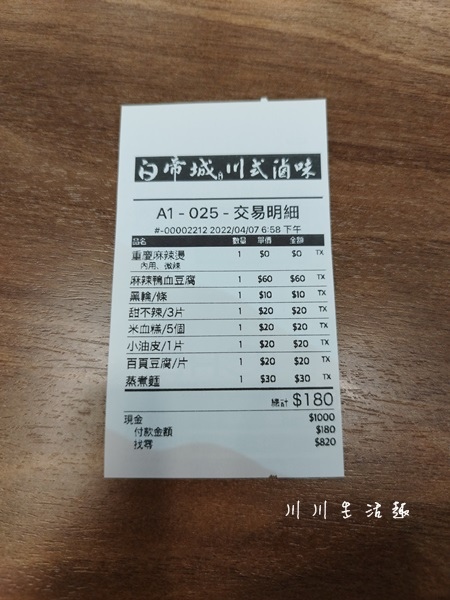 白帝城川式滷味
A1 - 025 - 交易明細
#-00002212 2022/04/07 6:58 下午
品名 數量 單價 金額
重慶麻辣燙 1 $0 $0 TX
內用、微辣
麻辣鴨血豆腐 1 $60 $60 TX
黑輪/條 1 $10 $10 TX
甜不辣/3片 1 $20 $20 TX
米血糕/5個 1 $20 $20 TX
小油皮/1片 1 $20 $20 TX
百頁豆腐/片 1 $20 $20 TX
蒸煮麵 1 $30 $30 TX
總計 $180
現金 $1000
付款金額 $180
找零 $820
川川生活趣